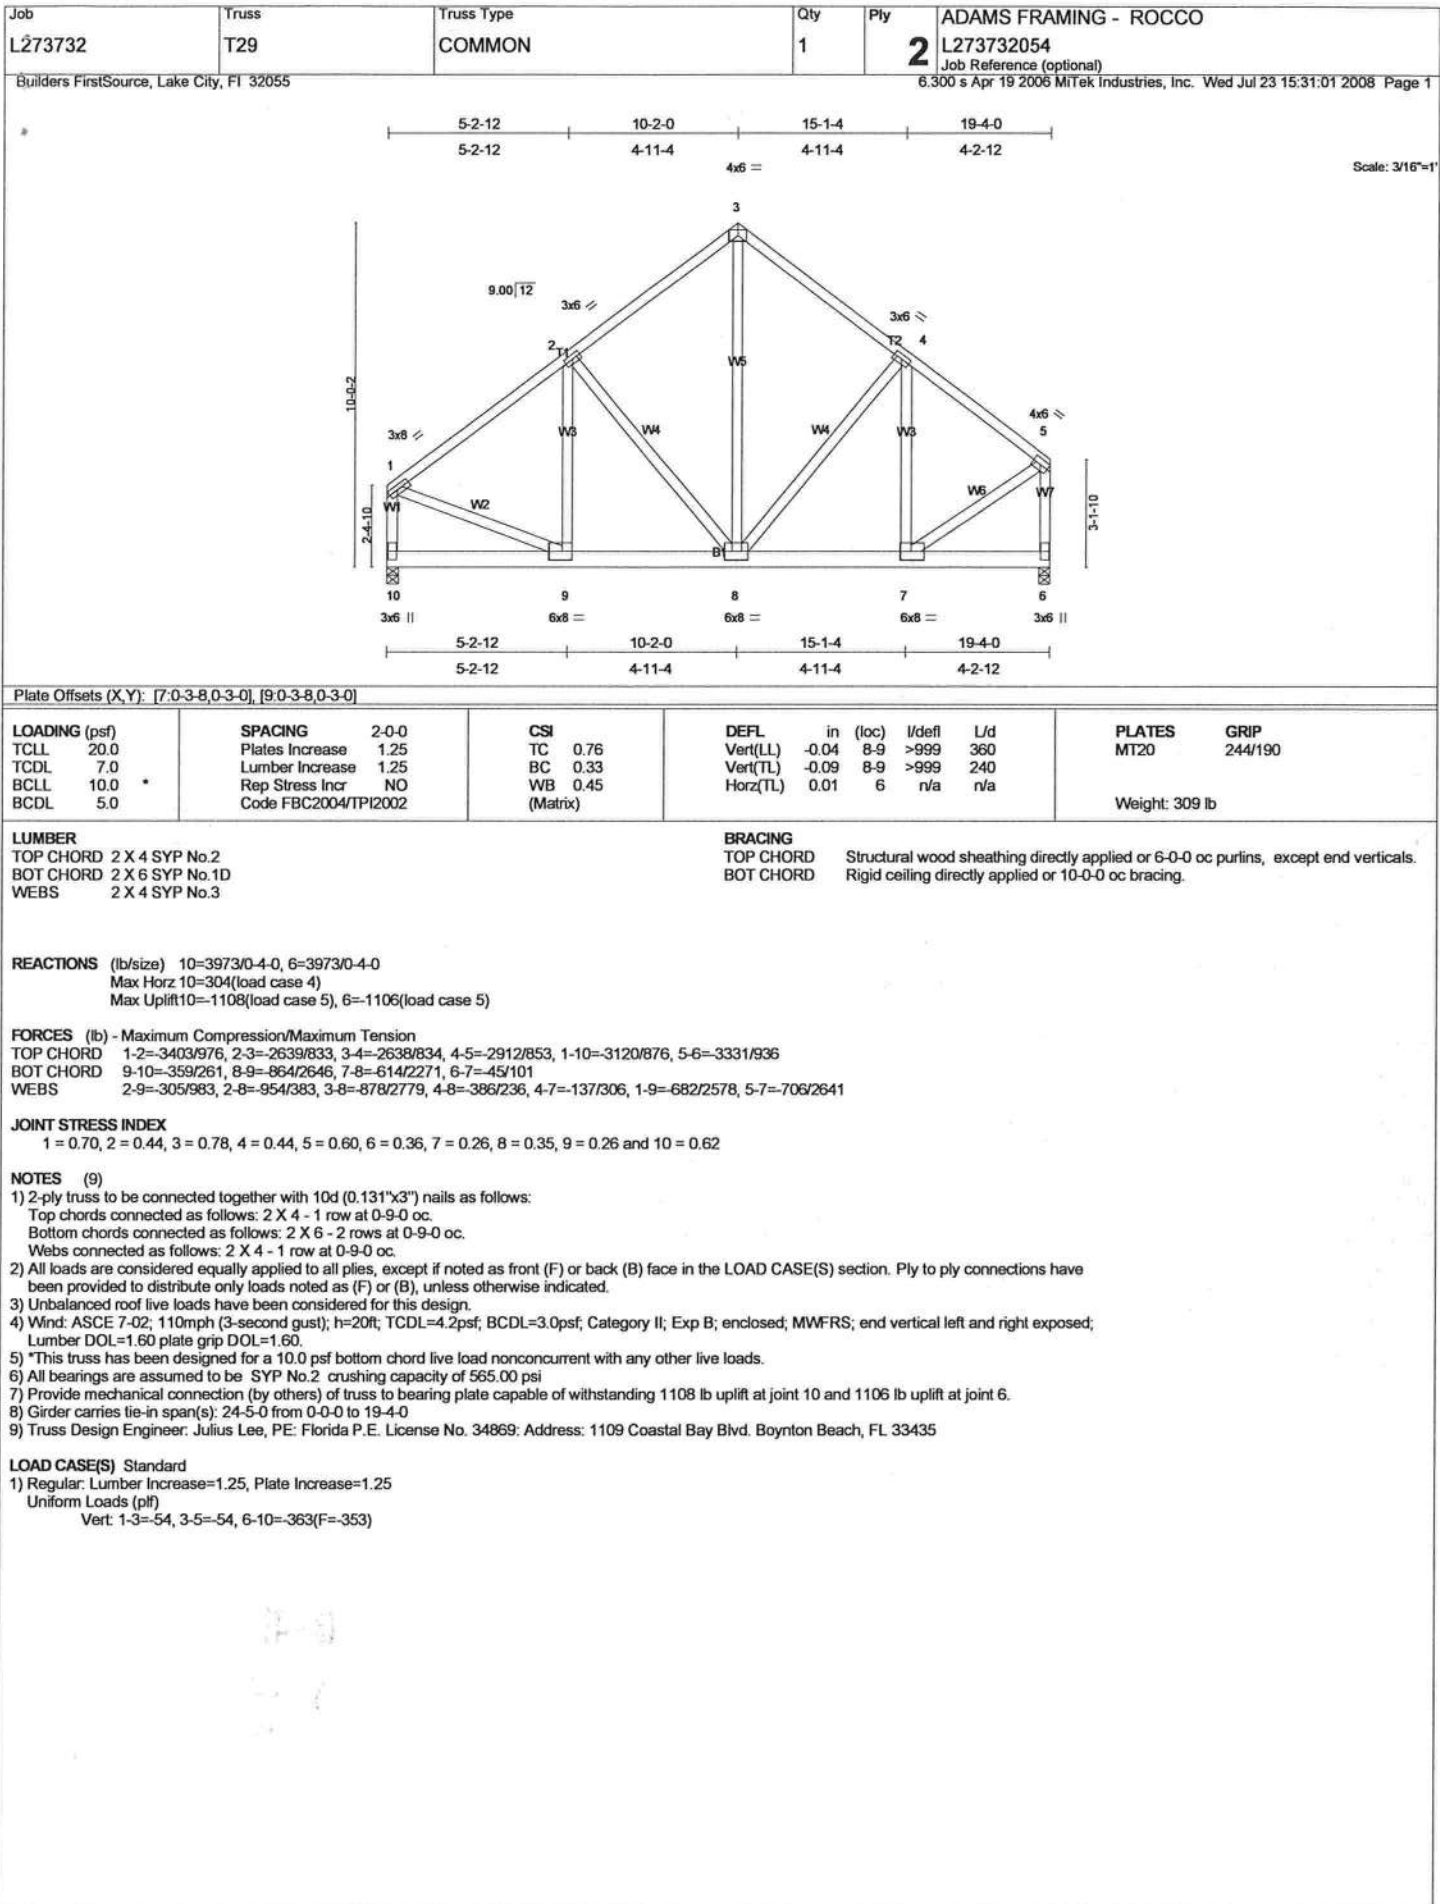 Job Truss Truss Type Qty Ply ADAMS FRAMING - ROCCO
L273732 T29 COMMON 1 2 L273732054
Job Reference (optional)
Builders FirstSource, Lake City, Fl 32055 6.300 s Apr 19 2006 MiTek Industries, Inc. Wed Jul 23 15:31:01 2008 Page 1
5-2-12 10-2-0 15-1-4 19-4-0
5-2-12 4-11-4 4-11-4 4-2-12
4x6 =
Scale: 3/16"=1'
3
9.00 12
3x6 //
3x6 \\
2 T1
T2 4
W5
10-0-2
4x6 \\
5
3x8 //
W3 W4 W4 W3
1
W1 W2 W6 W7
2-4-10
3-1-10
B1
10 9 8 7 6
3x6 || 6x8 = 6x8 = 6x8 = 3x6 ||
5-2-12 10-2-0 15-1-4 19-4-0
5-2-12 4-11-4 4-11-4 4-2-12
Plate Offsets (X,Y): [7:0-3-8,0-3-0], [9:0-3-8,0-3-0]
LOADING (psf) SPACING 2-0-0 CSI DEFL in (loc) l/defl L/d PLATES GRIP
TCLL 20.0 Plates Increase 1.25 TC 0.76 Vert(LL) -0.04 8-9 >999 360 MT20 244/190
TCDL 7.0 Lumber Increase 1.25 BC 0.33 Vert(TL) -0.09 8-9 >999 240
BCLL 10.0 * Rep Stress Incr NO WB 0.45 Horz(TL) 0.01 6 n/a n/a
BCDL 5.0 Code FBC2004/TPI2002 (Matrix) Weight: 309 lb
LUMBER
TOP CHORD 2 X 4 SYP No.2
BOT CHORD 2 X 6 SYP No.1D
WEBS 2 X 4 SYP No.3
BRACING
TOP CHORD Structural wood sheathing directly applied or 6-0-0 oc purlins, except end verticals.
BOT CHORD Rigid ceiling directly applied or 10-0-0 oc bracing.
REACTIONS (lb/size) 10=3973/0-4-0, 6=3973/0-4-0
Max Horz 10=304(load case 4)
Max Uplift10=-1108(load case 5), 6=-1106(load case 5)
FORCES (lb) - Maximum Compression/Maximum Tension
TOP CHORD 1-2=-3403/976, 2-3=-2639/833, 3-4=-2638/834, 4-5=-2912/853, 1-10=-3120/876, 5-6=-3331/936
BOT CHORD 9-10=-359/261, 8-9=-864/2646, 7-8=-614/2271, 6-7=-45/101
WEBS 2-9=-305/983, 2-8=-954/383, 3-8=-878/2779, 4-8=-386/236, 4-7=-137/306, 1-9=-682/2578, 5-7=-706/2641
JOINT STRESS INDEX
1 = 0.70, 2 = 0.44, 3 = 0.78, 4 = 0.44, 5 = 0.60, 6 = 0.36, 7 = 0.26, 8 = 0.35, 9 = 0.26 and 10 = 0.62
NOTES (9)
1) 2-ply truss to be connected together with 10d (0.131"x3") nails as follows:
Top chords connected as follows: 2 X 4 - 1 row at 0-9-0 oc.
Bottom chords connected as follows: 2 X 6 - 2 rows at 0-9-0 oc.
Webs connected as follows: 2 X 4 - 1 row at 0-9-0 oc.
2) All loads are considered equally applied to all plies, except if noted as front (F) or back (B) face in the LOAD CASE(S) section. Ply to ply connections have
been provided to distribute only loads noted as (F) or (B), unless otherwise indicated.
3) Unbalanced roof live loads have been considered for this design.
4) Wind: ASCE 7-02; 110mph (3-second gust); h=20ft; TCDL=4.2psf; BCDL=3.0psf; Category II; Exp B; enclosed; MWFRS; end vertical left and right exposed;
Lumber DOL=1.60 plate grip DOL=1.60.
5) *This truss has been designed for a 10.0 psf bottom chord live load nonconcurrent with any other live loads.
6) All bearings are assumed to be SYP No.2 crushing capacity of 565.00 psi
7) Provide mechanical connection (by others) of truss to bearing plate capable of withstanding 1108 lb uplift at joint 10 and 1106 lb uplift at joint 6.
8) Girder carries tie-in span(s): 24-5-0 from 0-0-0 to 19-4-0
9) Truss Design Engineer: Julius Lee, PE: Florida P.E. License No. 34869: Address: 1109 Coastal Bay Blvd. Boynton Beach, FL 33435
LOAD CASE(S) Standard
1) Regular: Lumber Increase=1.25, Plate Increase=1.25
Uniform Loads (plf)
Vert: 1-3=-54, 3-5=-54, 6-10=-363(F=-353)